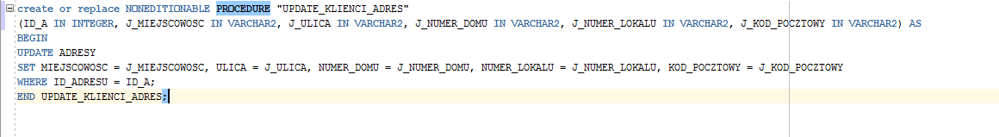 create or replace NONEDITIONABLE PROCEDURE "UPDATE_KLIENCI_ADRES"
(ID_A IN INTEGER, J_MIEJSCOWOSC IN VARCHAR2, J_ULICA IN VARCHAR2, J_NUMER_DOMU IN VARCHAR2, J_NUMER_LOKALU IN VARCHAR2, J_KOD_POCZTOWY IN VARCHAR2) AS
BEGIN
UPDATE ADRESY
SET MIEJSCOWOSC = J_MIEJSCOWOSC, ULICA = J_ULICA, NUMER_DOMU = J_NUMER_DOMU, NUMER_LOKALU = J_NUMER_LOKALU, KOD_POCZTOWY = J_KOD_POCZTOWY
WHERE ID_ADRESU = ID_A;
END UPDATE_KLIENCI_ADRES;